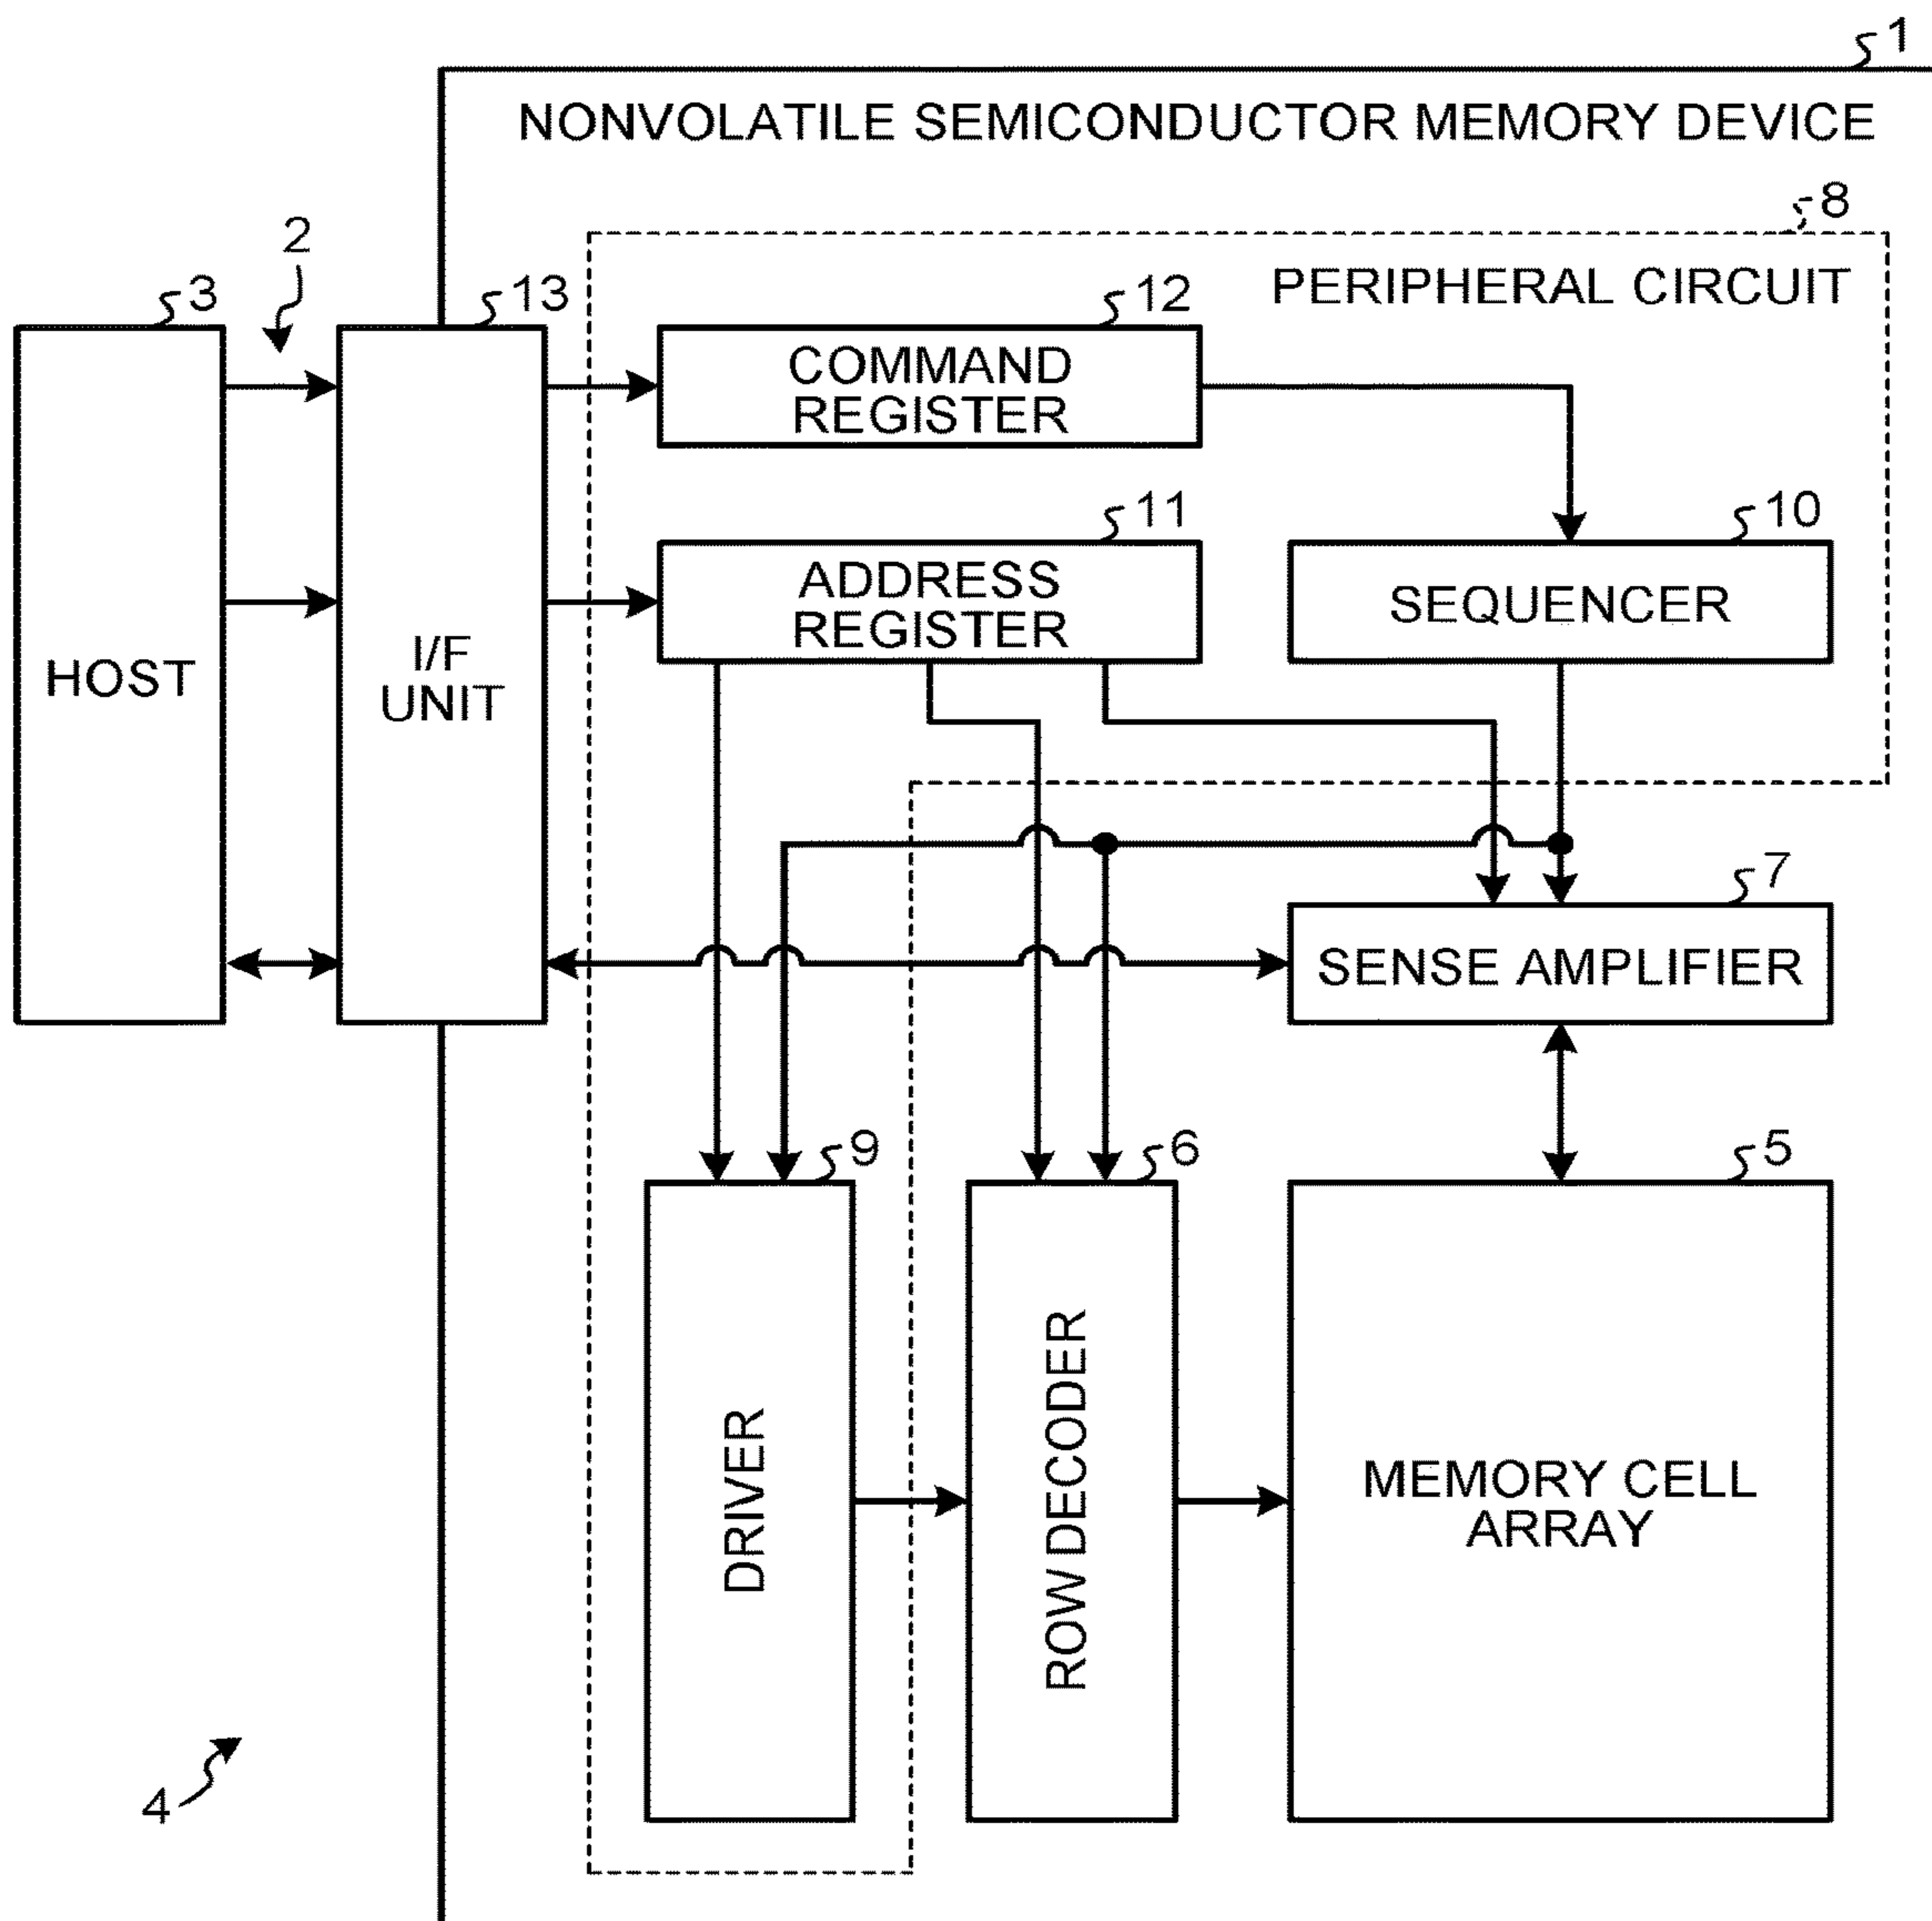 1
NONVOLATILE SEMICONDUCTOR MEMORY DEVICE
8
2
3
13
12
PERIPHERAL CIRCUIT
COMMAND
REGISTER
11
10
ADDRESS
REGISTER
SEQUENCER
HOST
I/F
UNIT
7
SENSE AMPLIFIER
9
6
5
DRIVER
ROW DECODER
MEMORY CELL
ARRAY
4